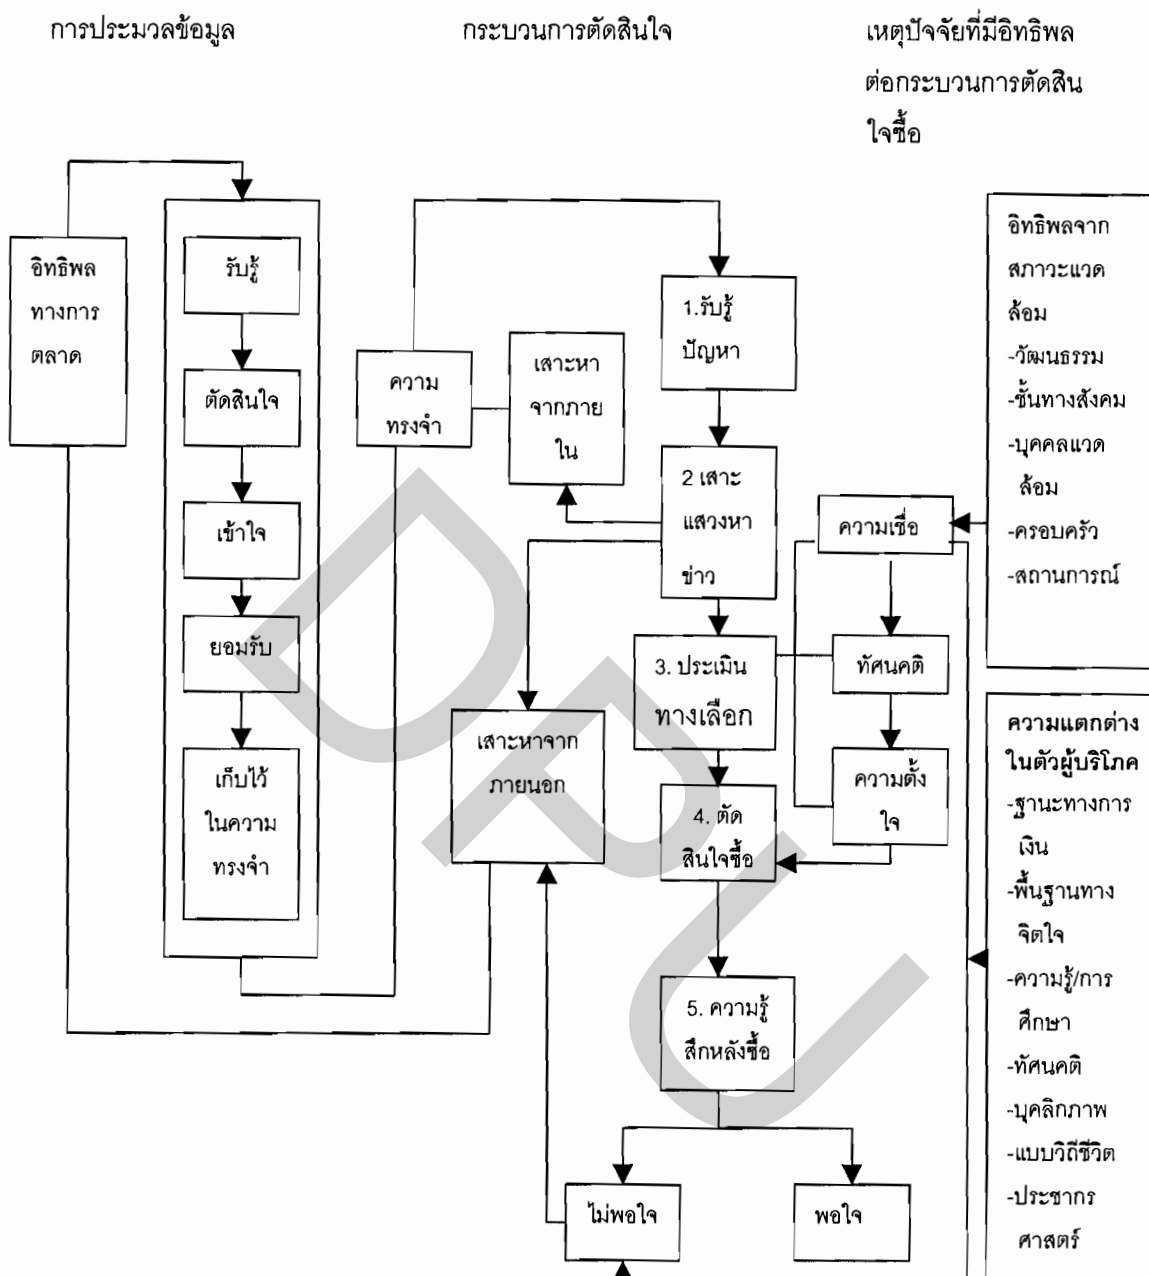 การประมวลข้อมูล
กระบวนการตัดสินใจ
เหตุปัจจัยที่มีอิทธิพล
ต่อกระบวนการตัดสิน
ใจซื้อ
อิทธิพล
ทางการ
ตลาด
รับรู้
ตัดสินใจ
เข้าใจ
ยอมรับ
เก็บไว้
ในความ
ทรงจำ
ความ
ทรงจำ
เสาะหา
จากภาย
ใน
เสาะหาจาก
ภายนอก
1.รับรู้
ปัญหา
2 เสาะ
แสวงหา
ข่าว
3. ประเมิน
ทางเลือก
4. ตัด
สินใจซื้อ
5. ความรู้
สึกหลังซื้อ
ไม่พอใจ
พอใจ
ความเชื่อ
ทัศนคติ
ความตั้ง
ใจ
อิทธิพลจาก
สภาวะแวด
ล้อม
-วัฒนธรรม
-ชั้นทางสังคม
-บุคคลแวด
ล้อม
-ครอบครัว
-สถานการณ์
ความแตกต่าง
ในตัวผู้บริโภค
-ฐานะทางการ
เงิน
-พื้นฐานทาง
จิตใจ
-ความรู้/การ
ศึกษา
-ทัศนคติ
-บุคลิกภาพ
-แบบวิถีชีวิต
-ประชากร
ศาสตร์
DPU